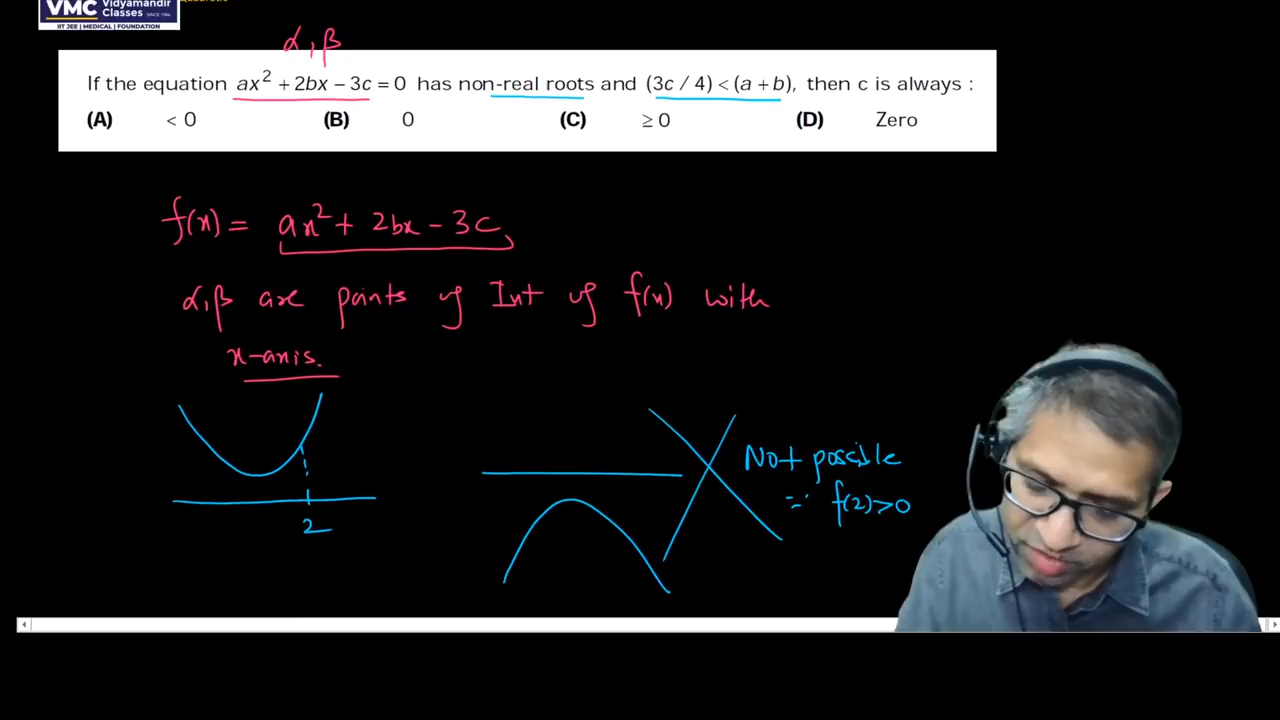 VMC Vidyamandir Classes SINCE 1986
IIT JEE | MEDICAL | FOUNDATION
α, β
If the equation ax² + 2bx − 3c = 0 has non-real roots and (3c / 4) < (a + b), then c is always :
(A) < 0 (B) 0 (C) ≥ 0 (D) Zero
f(x) = ax² + 2bx − 3c
α, β are points of Int of f(x) with
x-axis.
Not possible
∵ f(2) > 0
2